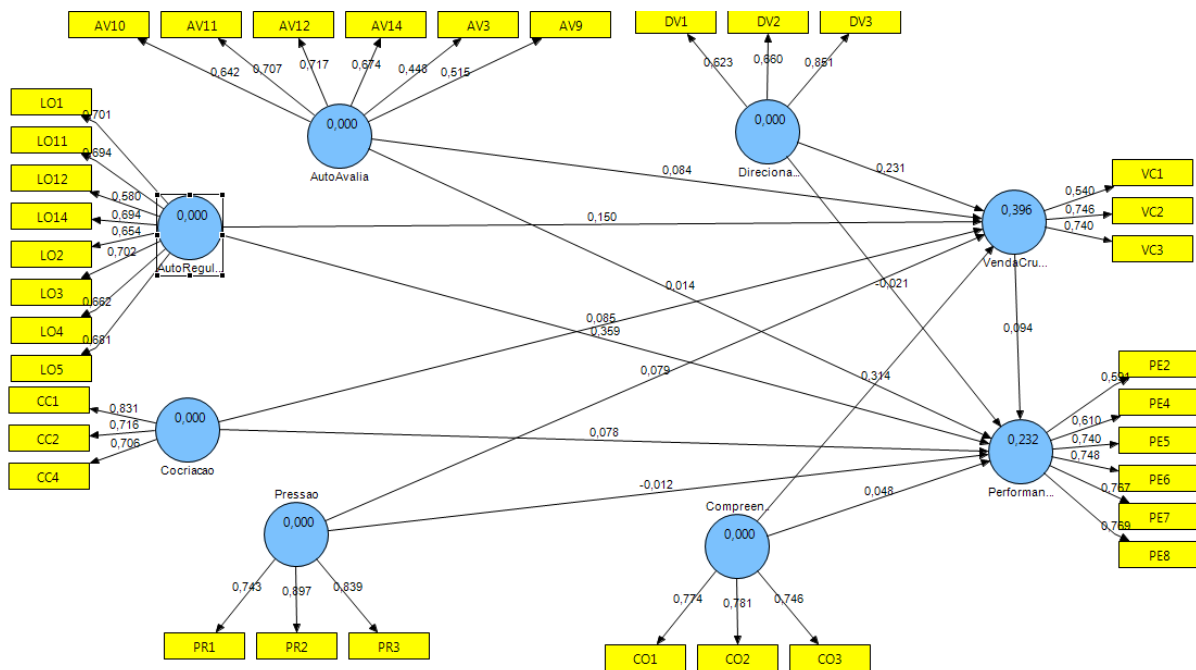 AV10 AV11 AV12 AV14 AV3 AV9
DV1 DV2 DV3
0,642 0,707 0,717 0,674 0,448 0,515
0,623 0,660 0,851
LO1
LO11
LO12
LO14
LO2
LO3
LO4
LO5
0,701
0,694
0,580
0,694
0,654
0,702
0,662
0,681
0,000
AutoAvalia
0,000
Direciona...
0,000
AutoRegul...
0,084
0,231
0,150
0,396
VendaCru...
0,540
0,746
0,740
VC1
VC2
VC3
0,014
-0,021
0,085
0,359
0,079
0,314
0,094
CC1
CC2
CC4
0,831
0,716
0,706
0,000
Cocriacao
0,078
0,232
Performan...
0,591
0,610
0,740
0,748
0,767
0,769
PE2
PE4
PE5
PE6
PE7
PE8
Pressao
0,000
-0,012
0,048
Compreen...
0,000
0,743 0,897 0,839
0,774 0,781 0,746
PR1 PR2 PR3
CO1 CO2 CO3